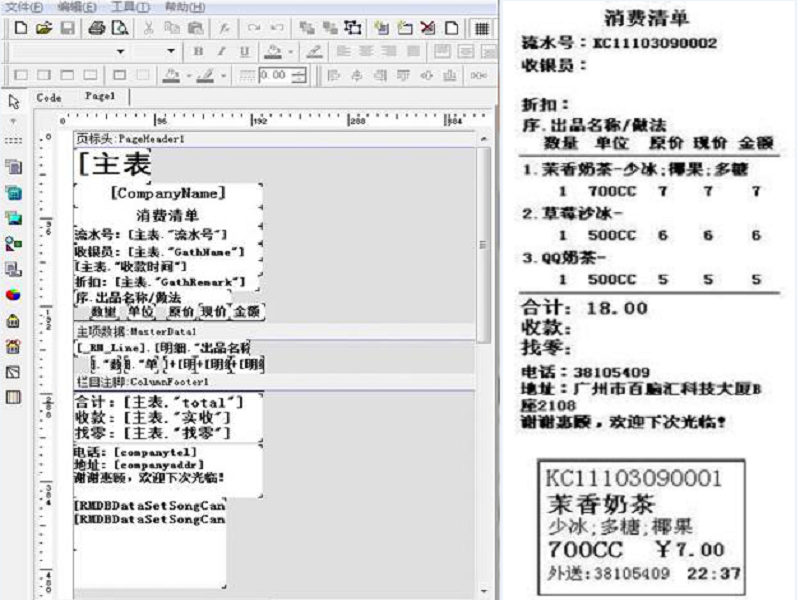 文件(F) 编辑(E) 工具(T) 帮助(H)
B I U
0.00
Code Page1
0 96 192 288 384
页标头:PageHeader1
[主表
[CompanyName]
消费清单
流水号: [主表."流水号"]
收银员: [主表."GathName"]
[主表."收款时间"]
折扣: [主表."GathRemark"]
序.出品名称/做法
数量 单位 原价 现价 金额
主项数据:MasterData1
[_RM_Line].[明细."出品名称
[."数[."单 ]+[明+[明细+[明细
栏目注脚:ColumnFooter1
合计: [主表."total"]
收款: [主表."实收"]
找零: [主表."找零"]
电话: [companytel]
地址: [companyaddr]
谢谢惠顾，欢迎下次光临!
[RMDBDataSetSongCan
[RMDBDataSetSongCan
消费清单
流水号：KC11103090002
收银员：
折扣：
序.出品名称/做法
数量 单位 原价 现价 金额
1.茉香奶茶-少冰;椰果;多糖
1 700CC 7 7 7
2.草莓沙冰-
1 500CC 6 6 6
3.QQ奶茶-
1 500CC 5 5 5
合计: 18.00
收款:
找零:
电话：38105409
地址：广州市百脑汇科技大厦B
座2108
谢谢惠顾，欢迎下次光临!
KC11103090001
茉香奶茶
少冰;多糖;椰果
700CC ￥7.00
外送:38105409 22:37